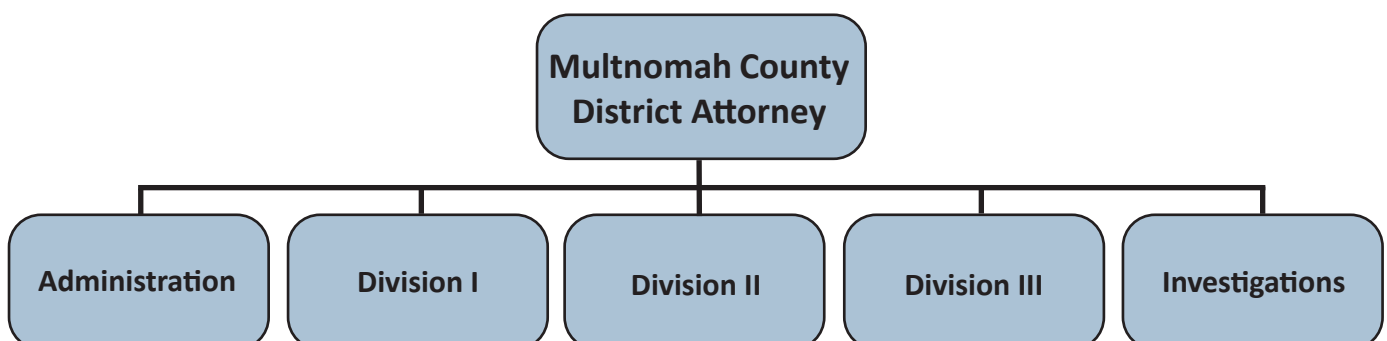 Multnomah County
District Attorney
Administration
Division I
Division II
Division III
Investigations